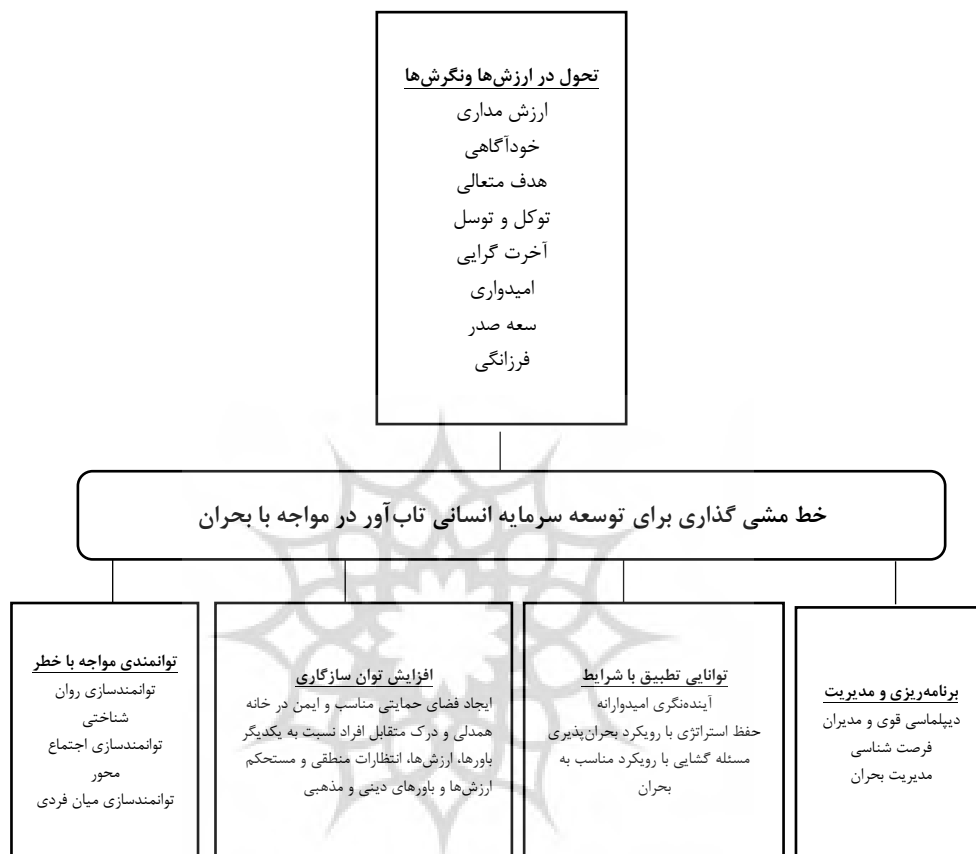 تحول در ارزش‌ها ونگرش‌ها
ارزش مداری
خودآگاهی
هدف متعالی
توکل و توسل
آخرت گرایی
امیدواری
سعه صدر
فرزانگی
خط مشی گذاری برای توسعه سرمایه انسانی تاب‌آور در مواجه با بحران
برنامه‌ریزی و مدیریت
دیپلماسی قوی و مدیران
فرصت شناسی
مدیریت بحران
توانایی تطبیق با شرایط
آینده‌نگری امیدوارانه
حفظ استراتژی با رویکرد بحران‌پذیری
مسئله گشایی با رویکرد مناسب به
بحران
افزایش توان سازگاری
ایجاد فضای حمایتی مناسب و ایمن در خانه
همدلی و درک متقابل افراد نسبت به یکدیگر
باورها، ارزش‌ها، انتظارات منطقی و مستحکم
ارزش‌ها و باورهای دینی و مذهبی
توانمندی مواجه با خطر
توانمندسازی روان
شناختی
توانمندسازی اجتماع
محور
توانمندسازی میان فردی